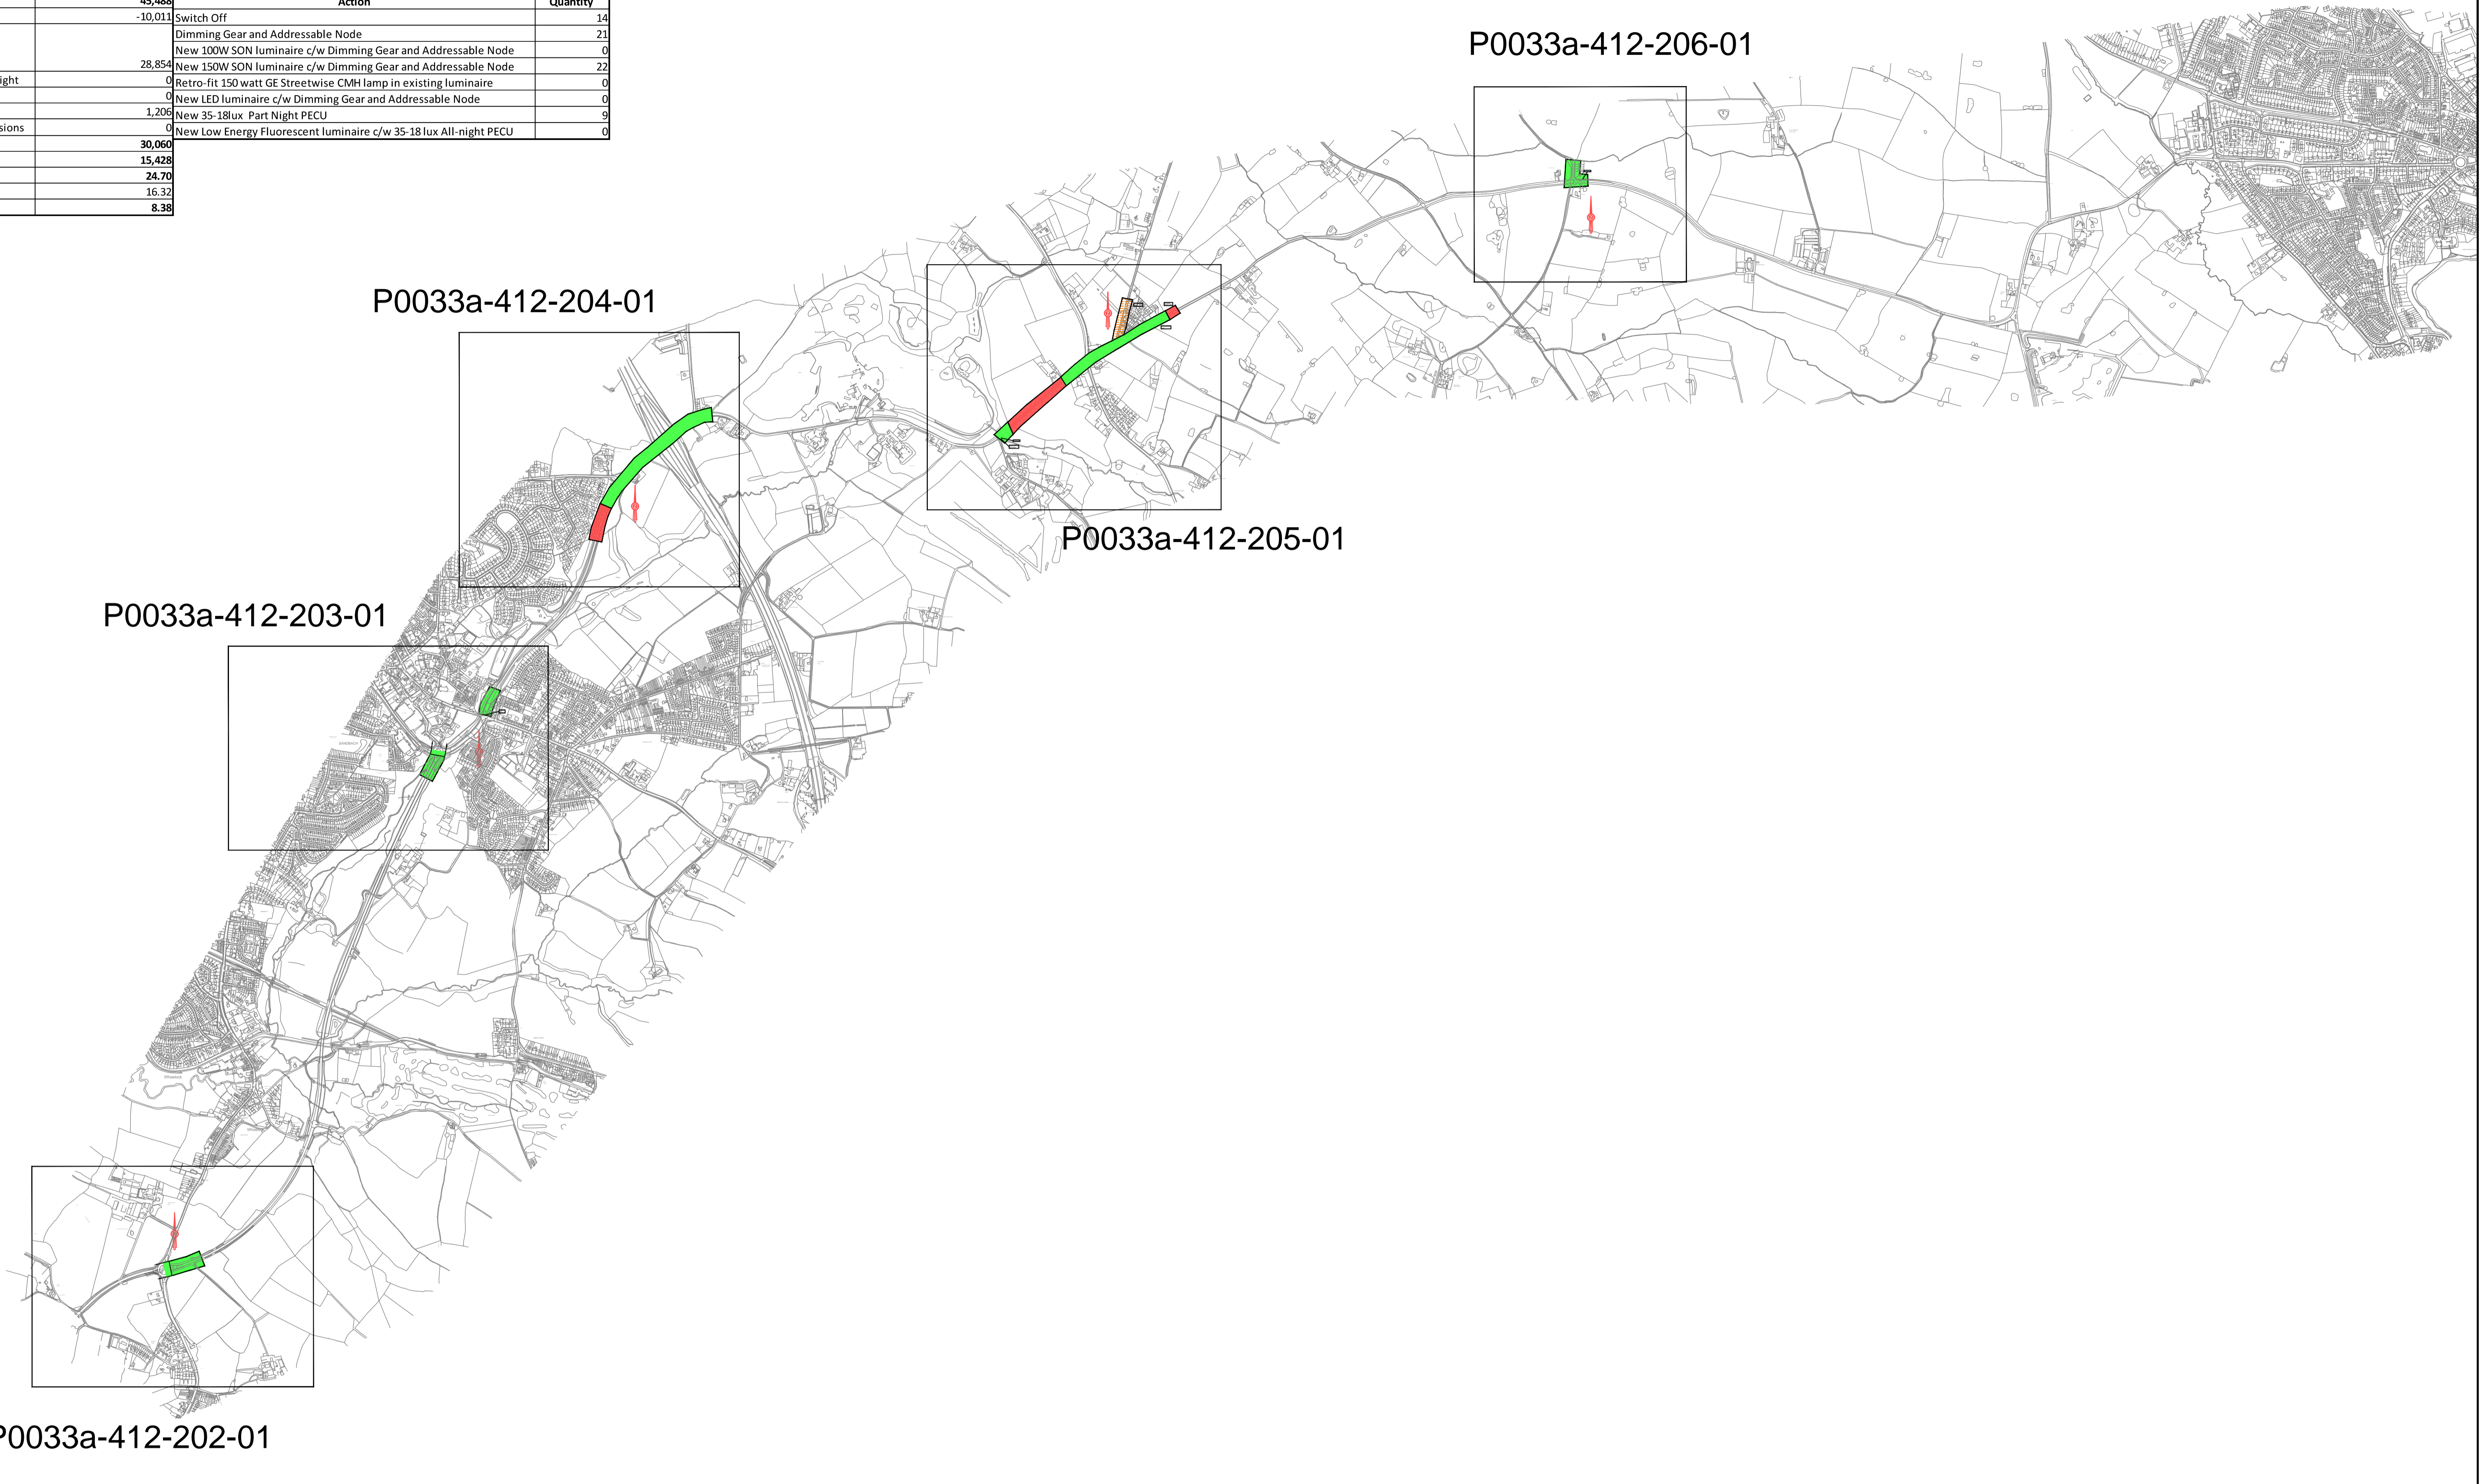 45,488 Action Quantity
-10,011 Switch Off 14
Dimming Gear and Addressable Node 21
New 100W SON luminaire c/w Dimming Gear and Addressable Node 0
28,854 New 150W SON luminaire c/w Dimming Gear and Addressable Node 22
ight 0 Retro-fit 150 watt GE Streetwise CMH lamp in existing luminaire 0
0 New LED luminaire c/w Dimming Gear and Addressable Node 0
1,206 New 35-18lux Part Night PECU 9
sions 0 New Low Energy Fluorescent luminaire c/w 35-18 lux All-night PECU 0
30,060
15,428
24.70
16.32
8.38
P0033a-412-206-01
P0033a-412-204-01
P0033a-412-205-01
P0033a-412-203-01
SANDBACH
P0033a-412-202-01